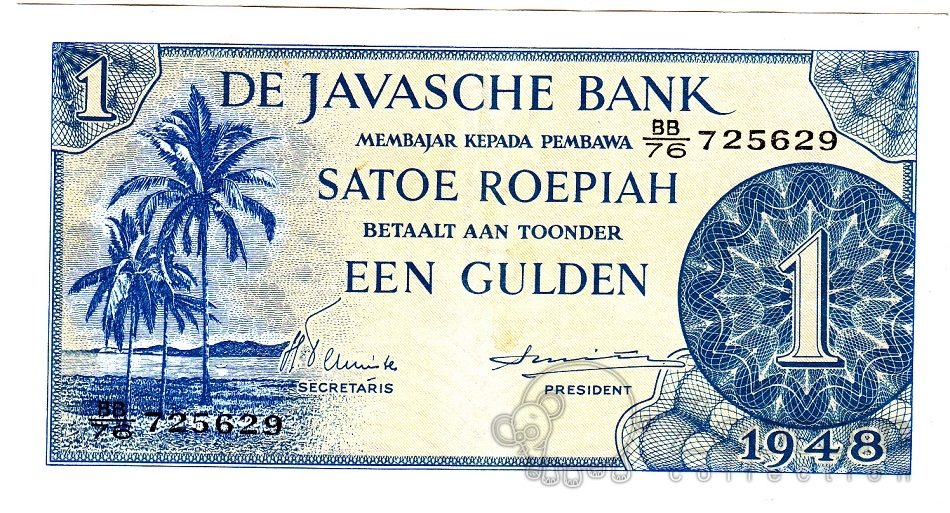 1
DE JAVASCHE BANK
MEMBAJAR KEPADA PEMBAWA
BB/76 725629
SATOE ROEPIAH
BETAALT AAN TOONDER
EEN GULDEN
1
SECRETARIS
PRESIDENT
BB/76 725629
1948
collection